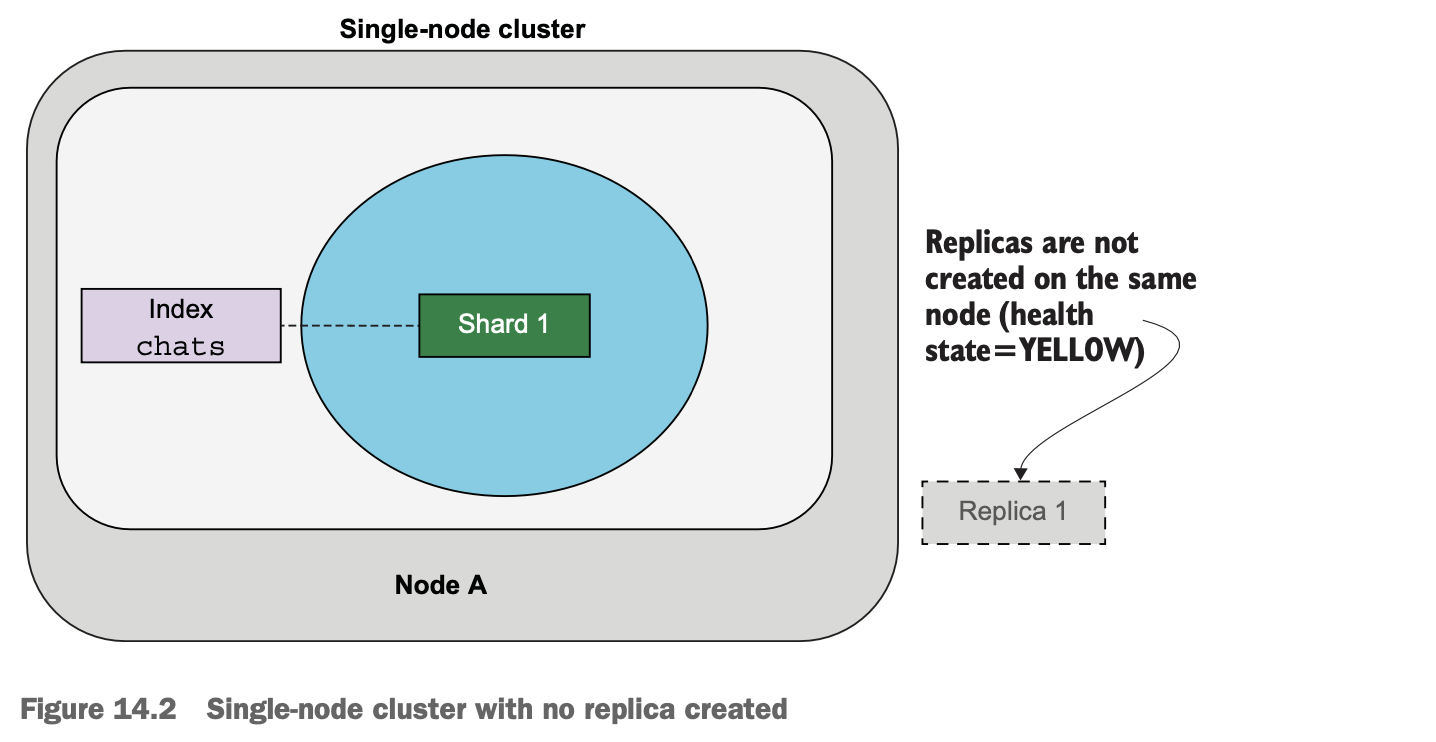 Single-node cluster
Index
chats
Shard 1
Replicas are not
created on the same
node (health
state=YELLOW)
Replica 1
Node A
Figure 14.2 Single-node cluster with no replica created